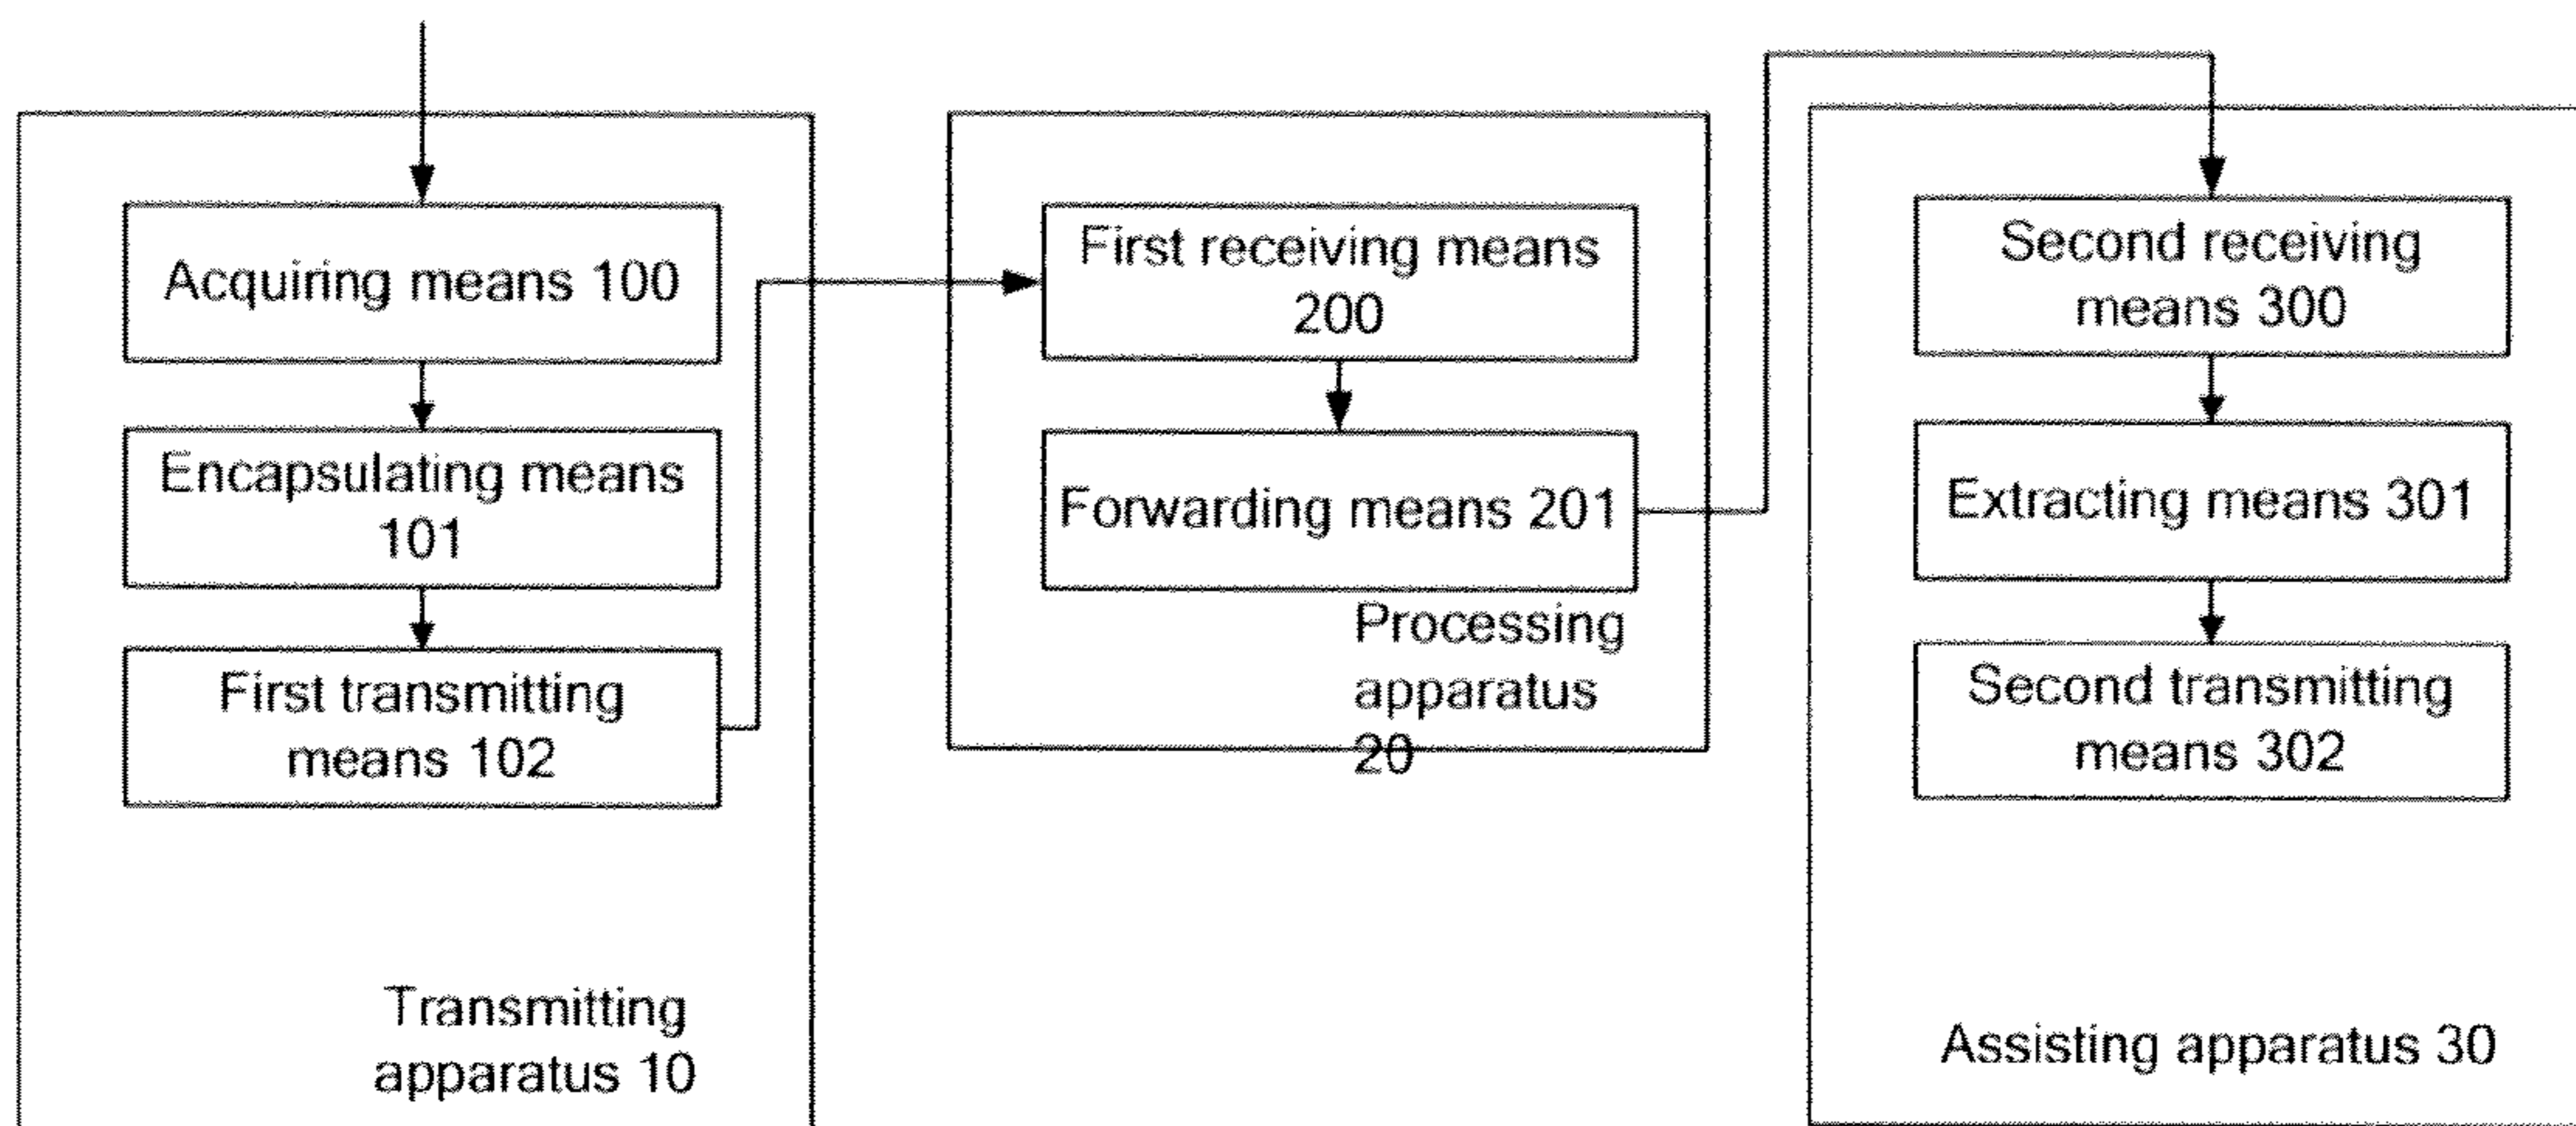 Acquiring means 100
Encapsulating means
101
First transmitting
means 102
Transmitting
apparatus 10
First receiving means
200
Forwarding means 201
Processing
apparatus
20
Second receiving
means 300
Extracting means 301
Second transmitting
means 302
Assisting apparatus 30